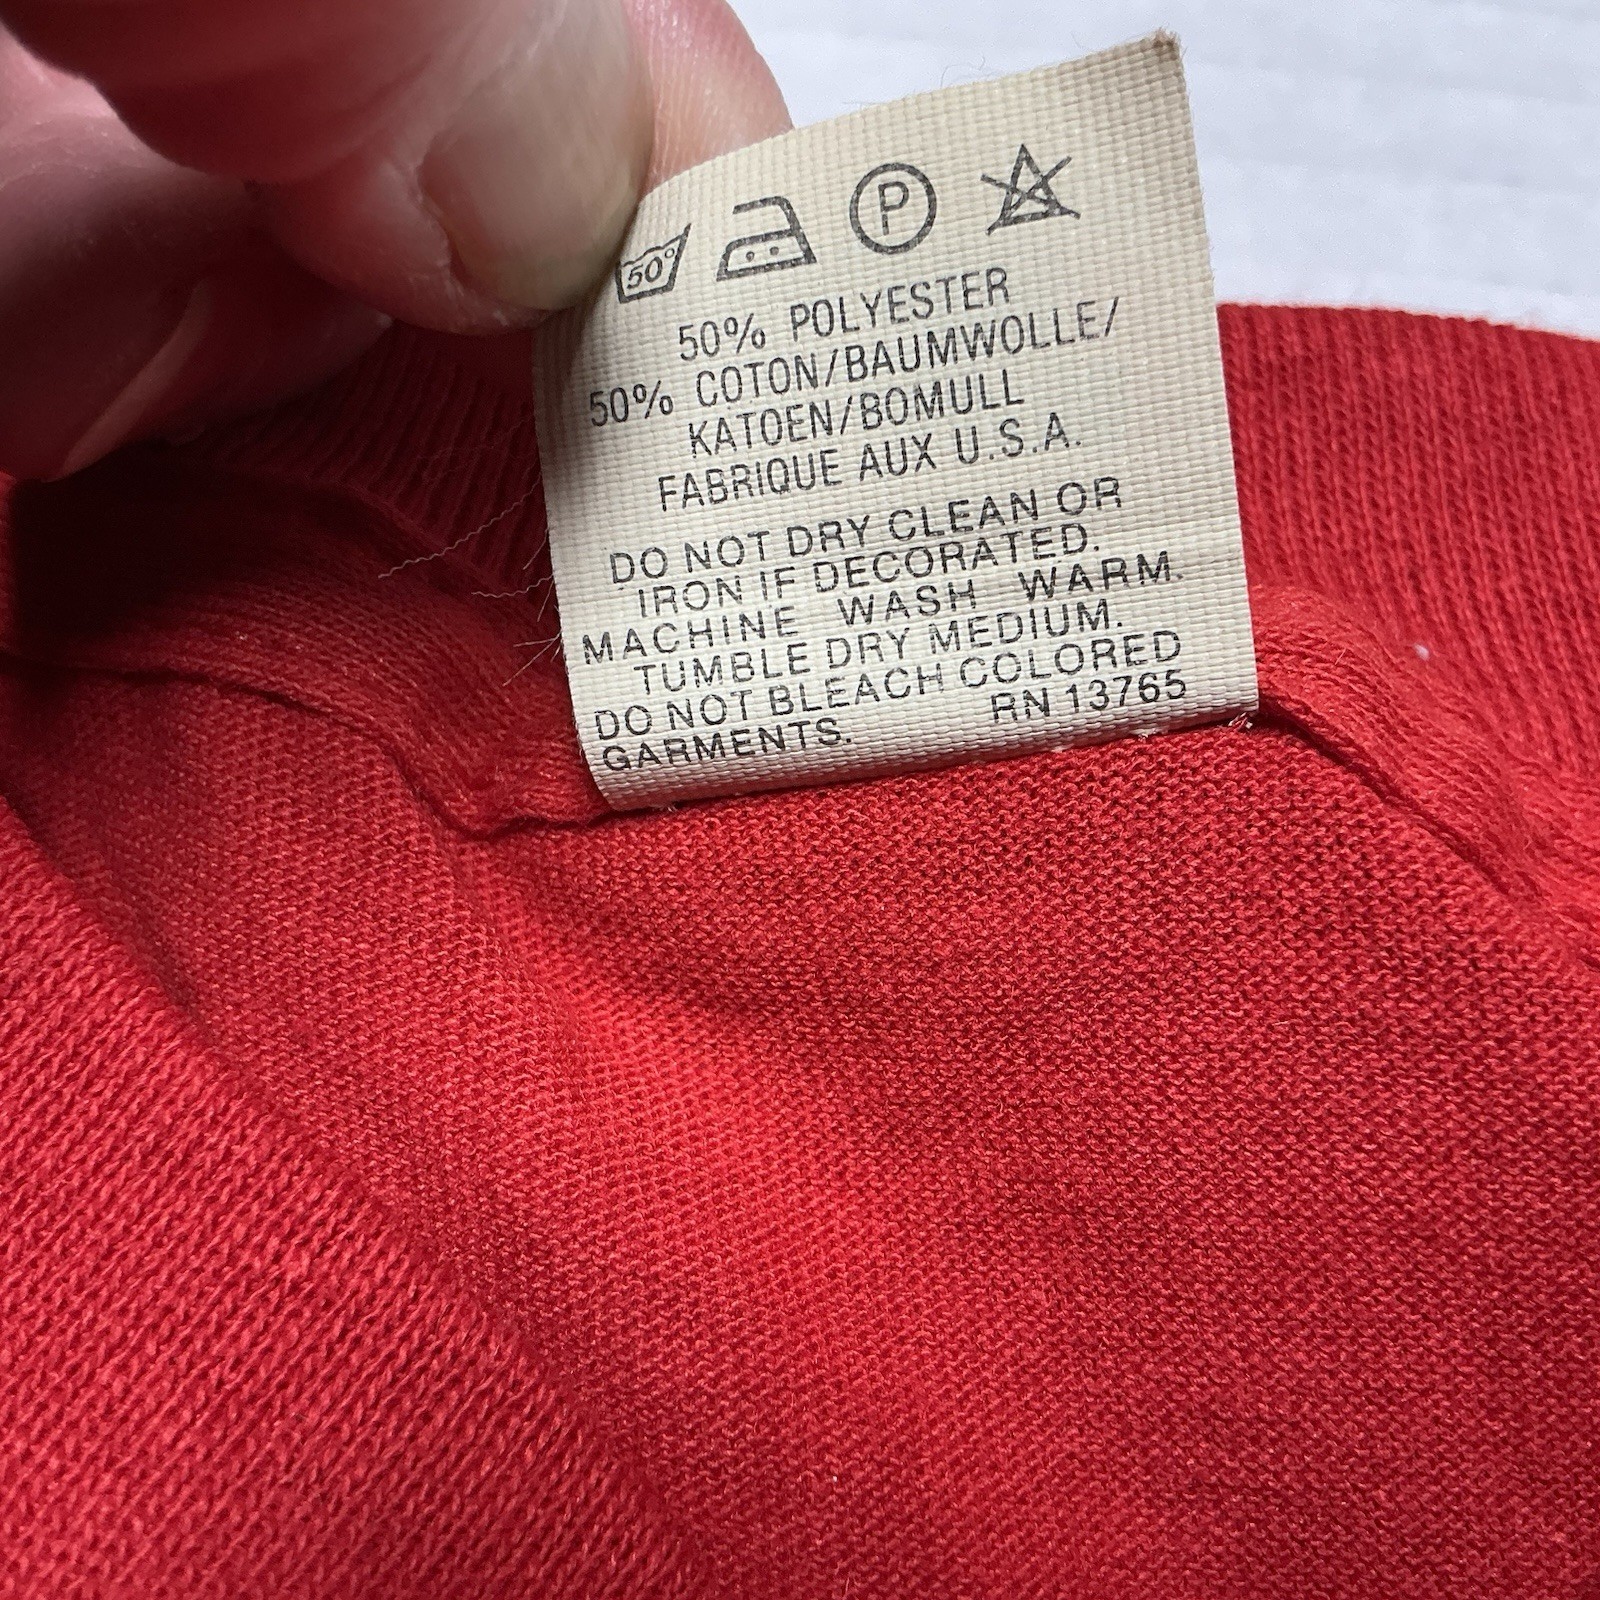 50°
P
50% POLYESTER
50% COTON/BAUMWOLLE/
KATOEN/BOMULL
FABRIQUE AUX U.S.A.
DO NOT DRY CLEAN OR
IRON IF DECORATED.
MACHINE WASH WARM.
TUMBLE DRY MEDIUM.
DO NOT BLEACH COLORED
GARMENTS. RN 13765